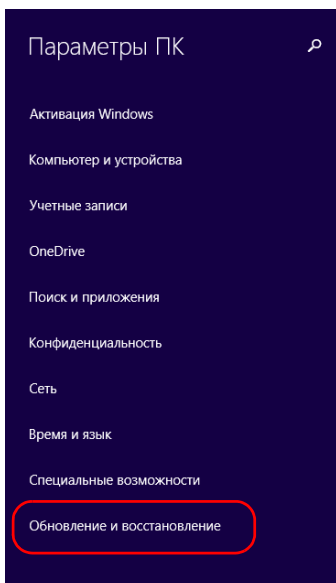 Параметры ПК
Активация Windows
Компьютер и устройства
Учетные записи
OneDrive
Поиск и приложения
Конфиденциальность
Сеть
Время и язык
Специальные возможности
Обновление и восстановление